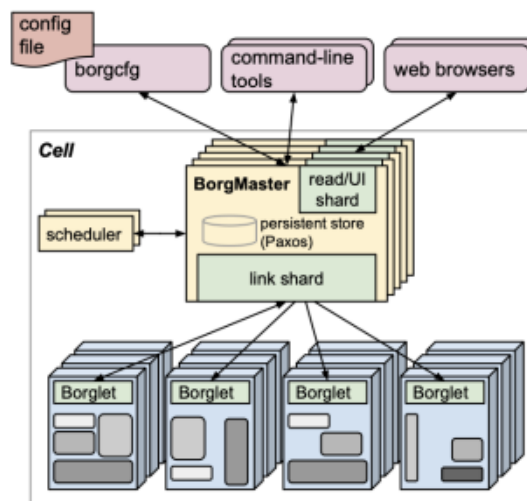 config
file
borgcfg
command-line
tools
web browsers
Cell
BorgMaster
read/UI
shard
persistent store
(Paxos)
scheduler
link shard
Borglet
Borglet
Borglet
Borglet